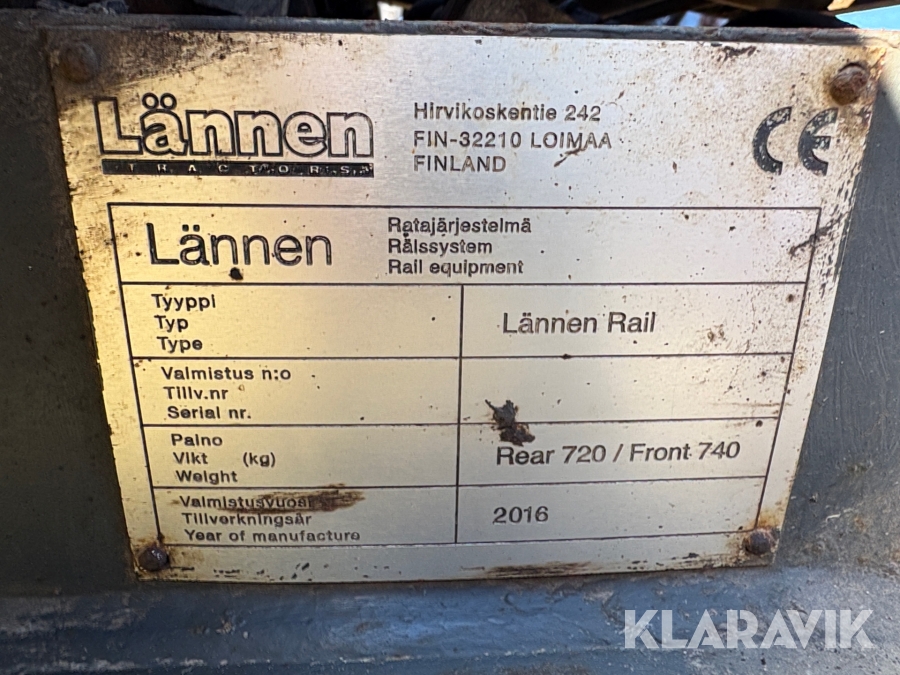 Lännen
TRACTORS
Hirvikoskentie 242
FIN-32210 LOIMAA
FINLAND
CE
Lännen
Ratajärjestelmä
Rälssystem
Rail equipment
Tyyppi
Typ
Type
Lännen Rail
Valmistus n:o
Tillv.nr
Serial nr.
Paino
Vikt (kg)
Weight
Rear 720 / Front 740
Valmistusvuosi
Tillverkningsår
Year of manufacture
2016
KLARAVIK